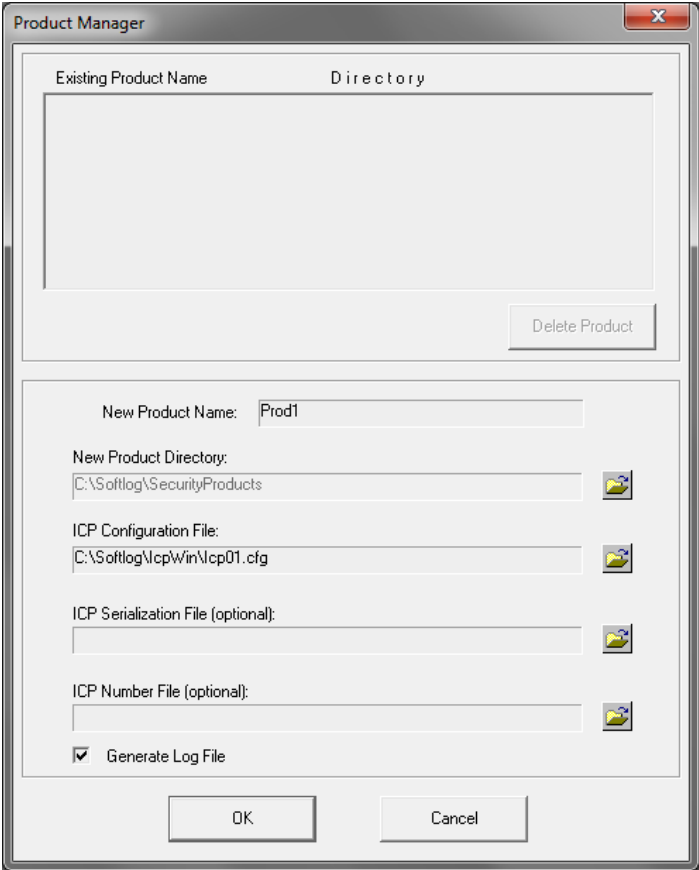 Product Manager
Existing Product Name Directory
Delete Product
New Product Name: Prod1
New Product Directory:
C:\Softlog\SecurityProducts
ICP Configuration File:
C:\Softlog\IcpWin\Icp01.cfg
ICP Serialization File (optional):
ICP Number File (optional):
Generate Log File
OK Cancel